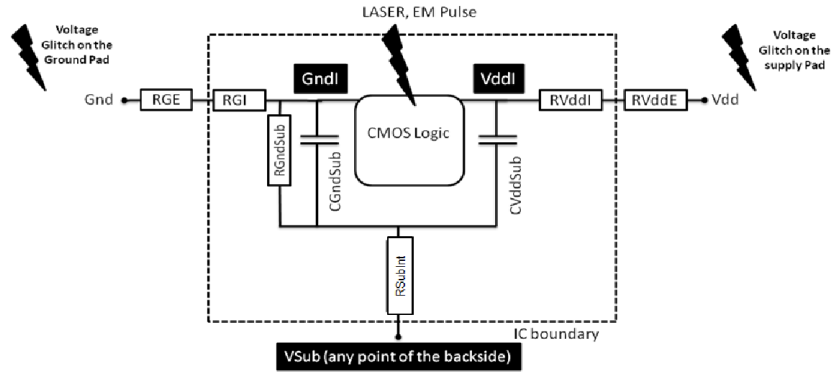 LASER, EM Pulse
Voltage
Glitch on the
Ground Pad
Voltage
Glitch on the
supply Pad
GndI
VddI
Gnd
RGE
RGI
RVddI
RVddE
Vdd
CMOS Logic
RGndSub
CGndSub
CVddSub
RSubInt
IC boundary
VSub (any point of the backside)